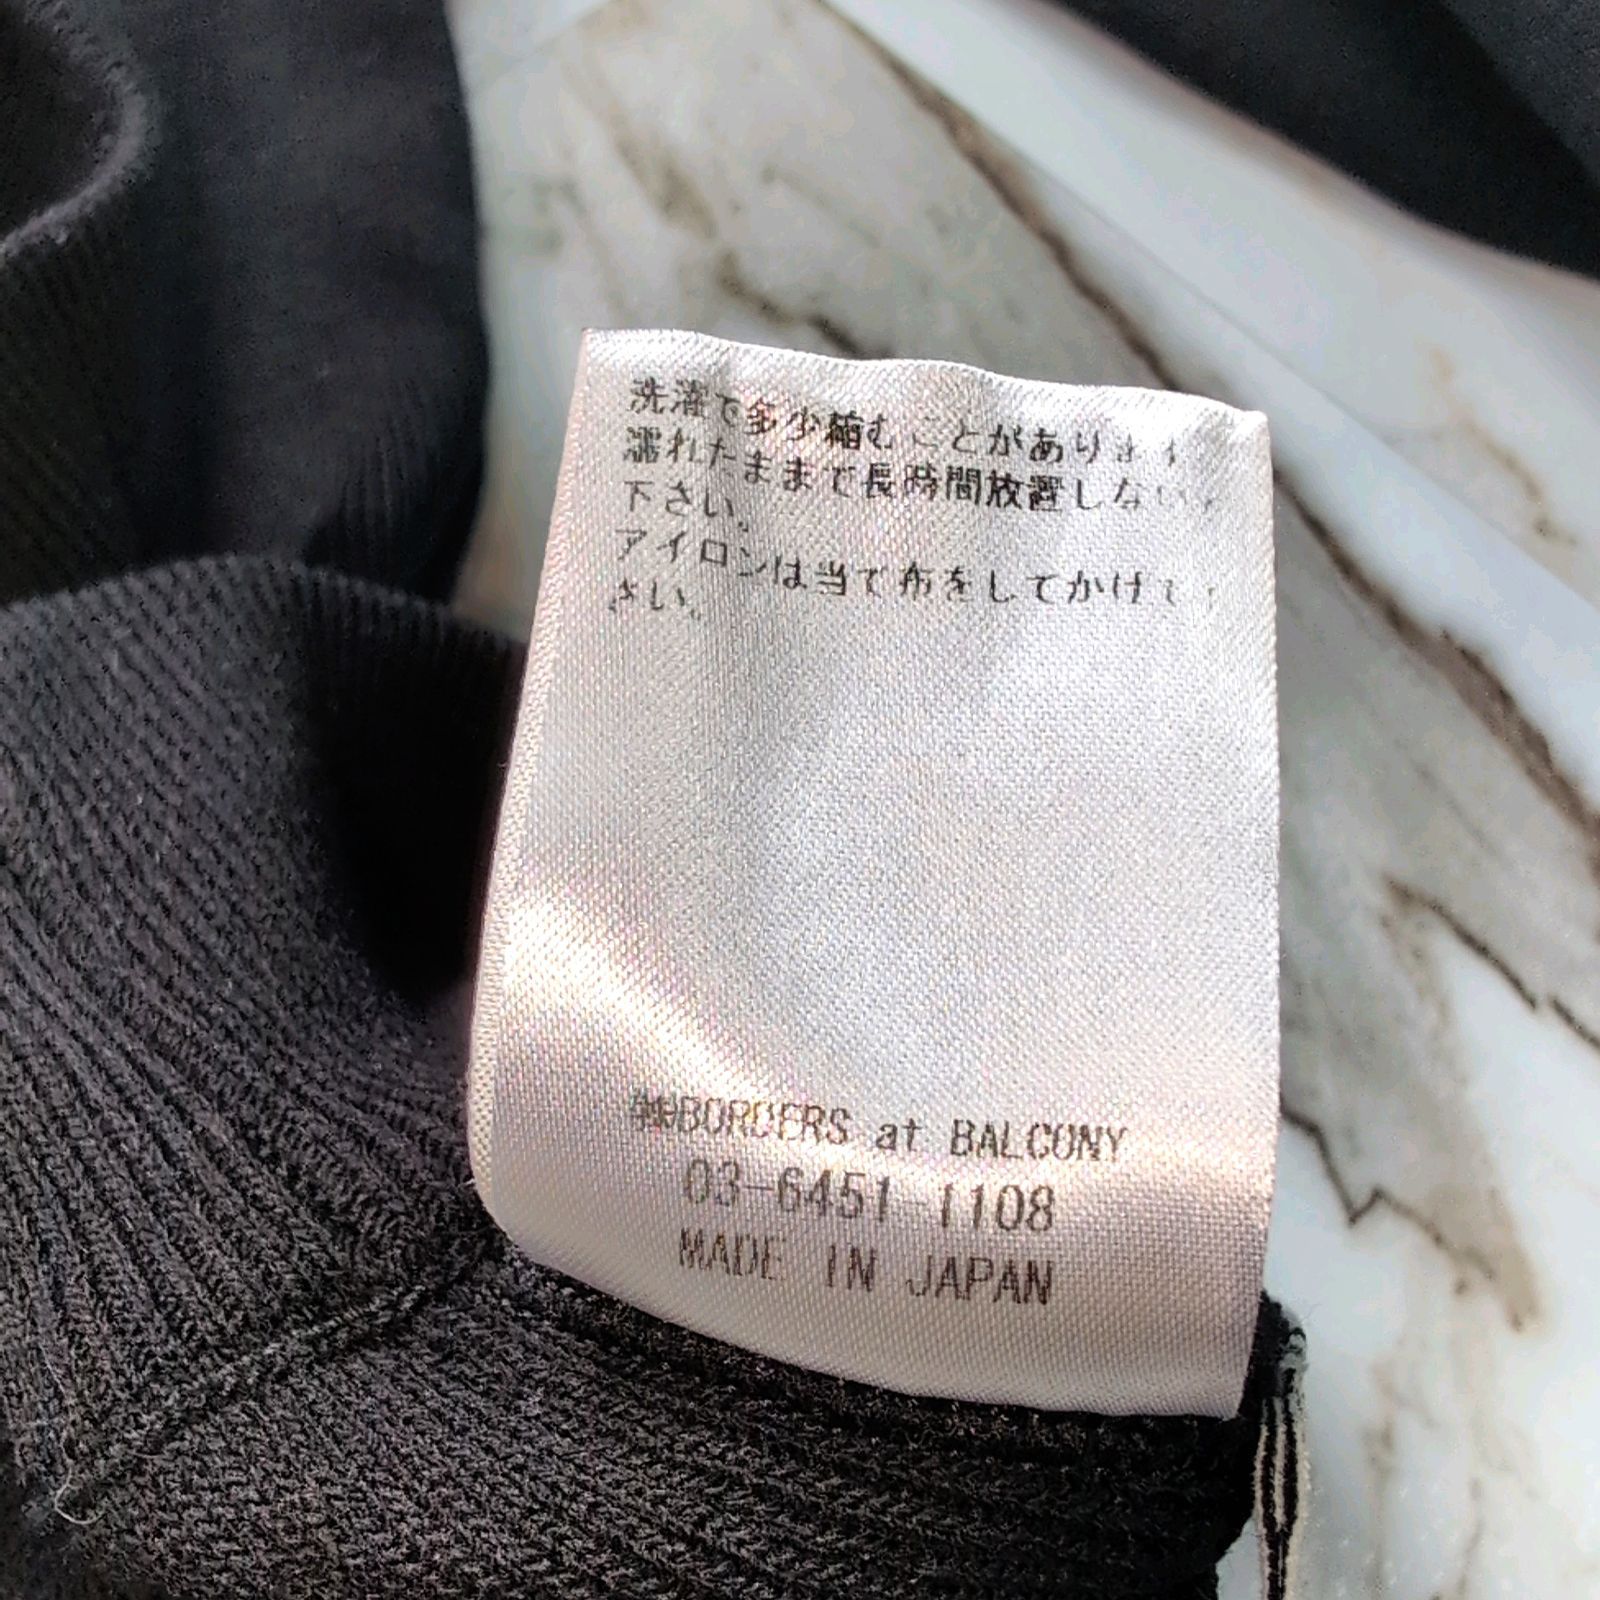 洗濯で多少縮むことがあります
濡れたままで長時間放置しない
下さい。
アイロンは当て布をしてかけて
さい。
㈱BORDERS at BALCONY
03-6451-1108
MADE IN JAPAN